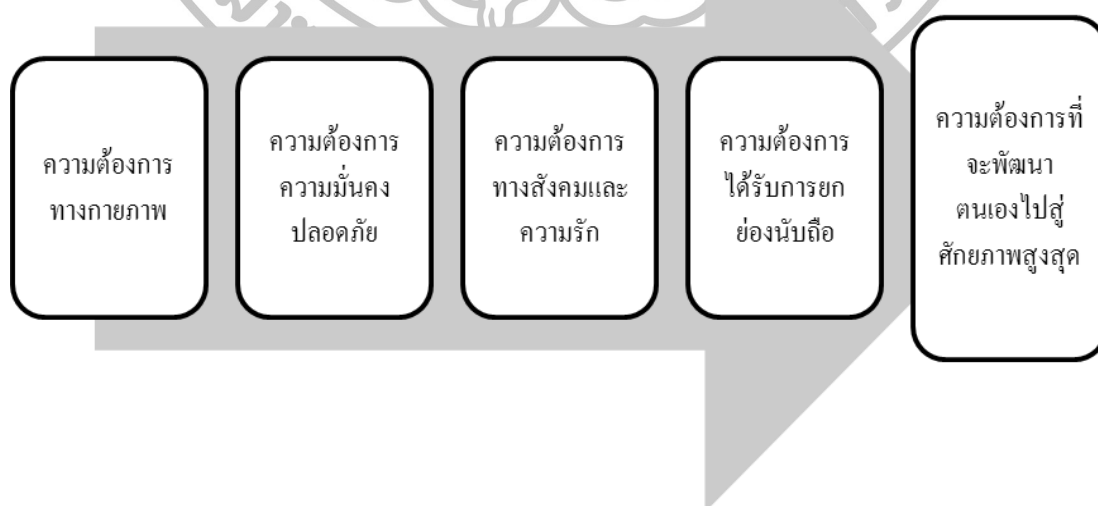 ความต้องการ
ทางกายภาพ
ความต้องการ
ความมั่นคง
ปลอดภัย
ความต้องการ
ทางสังคมและ
ความรัก
ความต้องการ
ได้รับการยก
ย่องนับถือ
ความต้องการที่
จะพัฒนา
ตนเองไปสู่
ศักยภาพสูงสุด